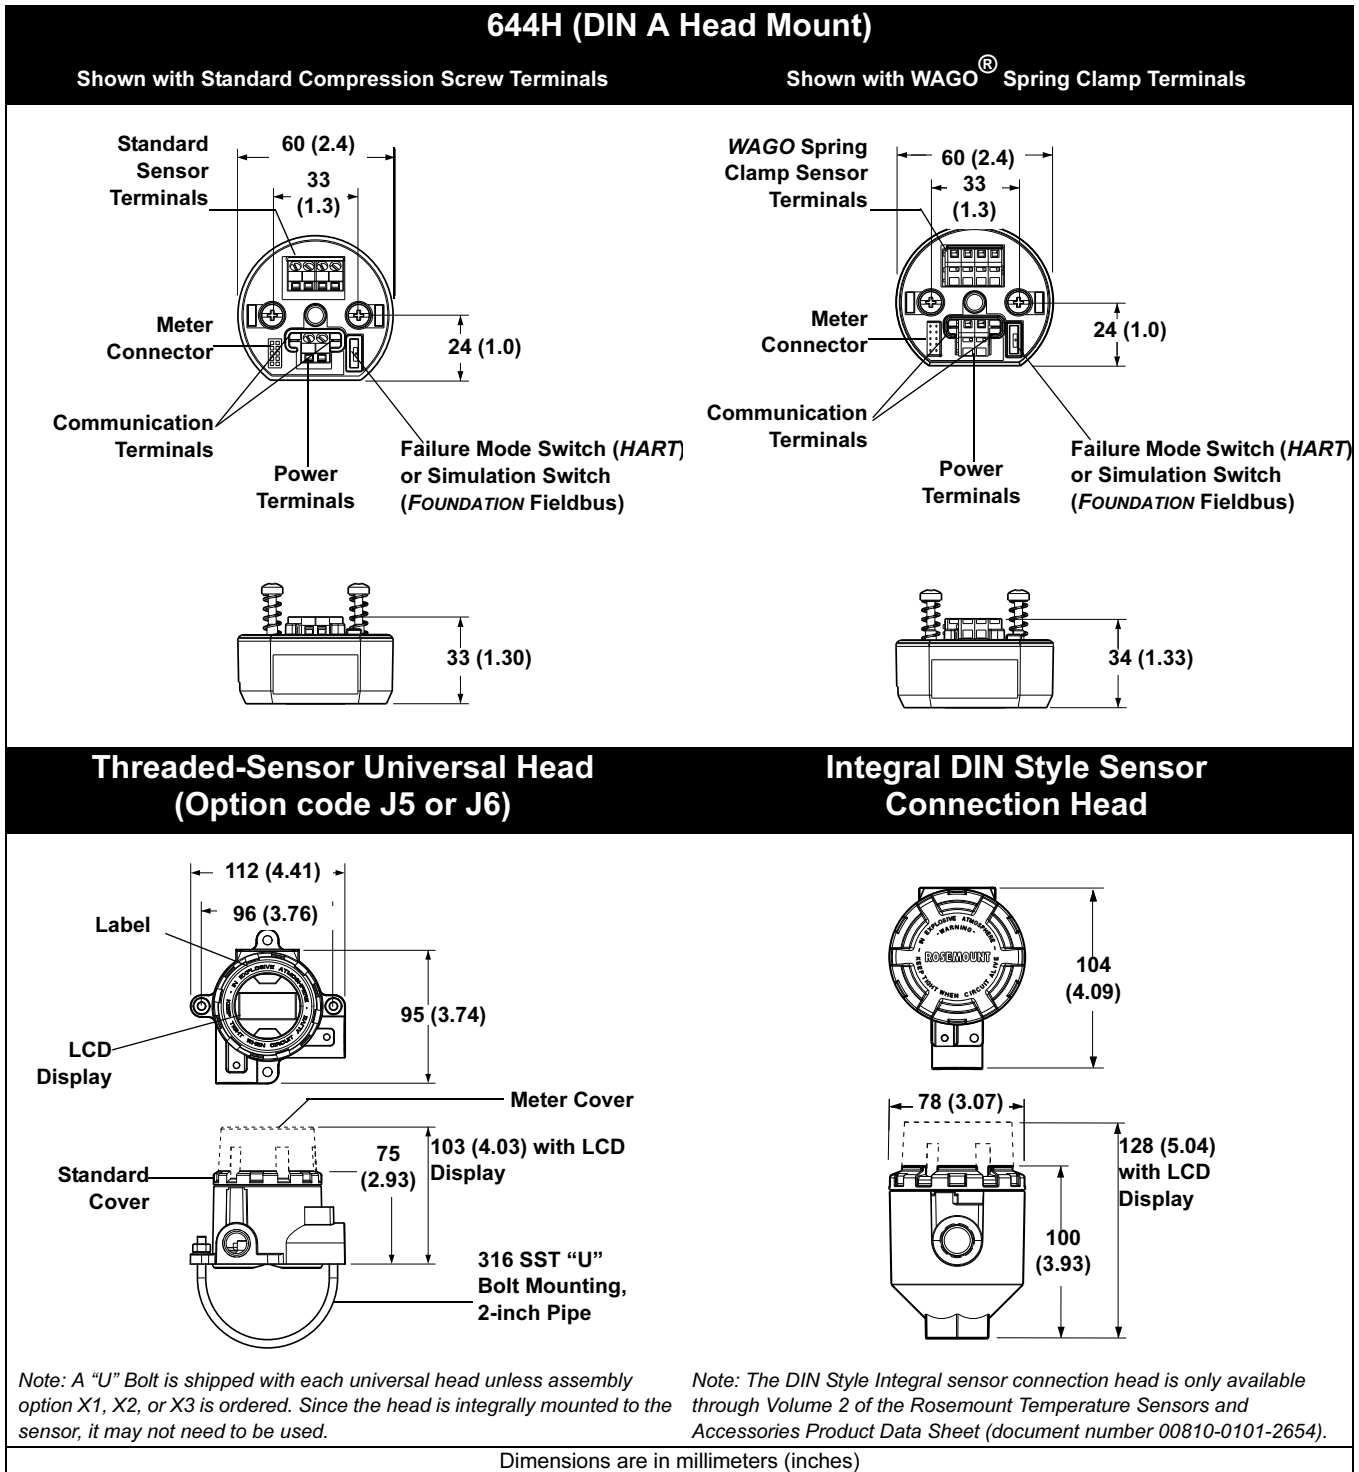 644H (DIN A Head Mount)
Shown with Standard Compression Screw Terminals
Shown with WAGO® Spring Clamp Terminals
Standard
Sensor
Terminals
60 (2.4)
33
(1.3)
Meter
Connector
24 (1.0)
Communication
Terminals
Power
Terminals
Failure Mode Switch (HART)
or Simulation Switch
(FOUNDATION Fieldbus)
33 (1.30)
WAGO Spring
Clamp Sensor
Terminals
60 (2.4)
33
(1.3)
Meter
Connector
24 (1.0)
Communication
Terminals
Power
Terminals
Failure Mode Switch (HART)
or Simulation Switch
(FOUNDATION Fieldbus)
34 (1.33)
Threaded-Sensor Universal Head
(Option code J5 or J6)
112 (4.41)
96 (3.76)
Label
95 (3.74)
LCD
Display
Meter Cover
103 (4.03) with LCD
Display
75
(2.93)
Standard
Cover
316 SST “U”
Bolt Mounting,
2-inch Pipe
Note: A “U” Bolt is shipped with each universal head unless assembly
option X1, X2, or X3 is ordered. Since the head is integrally mounted to the
sensor, it may not need to be used.
Integral DIN Style Sensor
Connection Head
- IN EXPLOSIVE ATMOSPHERE -
- WARNING -
ROSEMOUNT
KEEP TIGHT WHEN CIRCUIT ALIVE
104
(4.09)
78 (3.07)
128 (5.04)
with LCD
Display
100
(3.93)
Note: The DIN Style Integral sensor connection head is only available
through Volume 2 of the Rosemount Temperature Sensors and
Accessories Product Data Sheet (document number 00810-0101-2654).
Dimensions are in millimeters (inches)